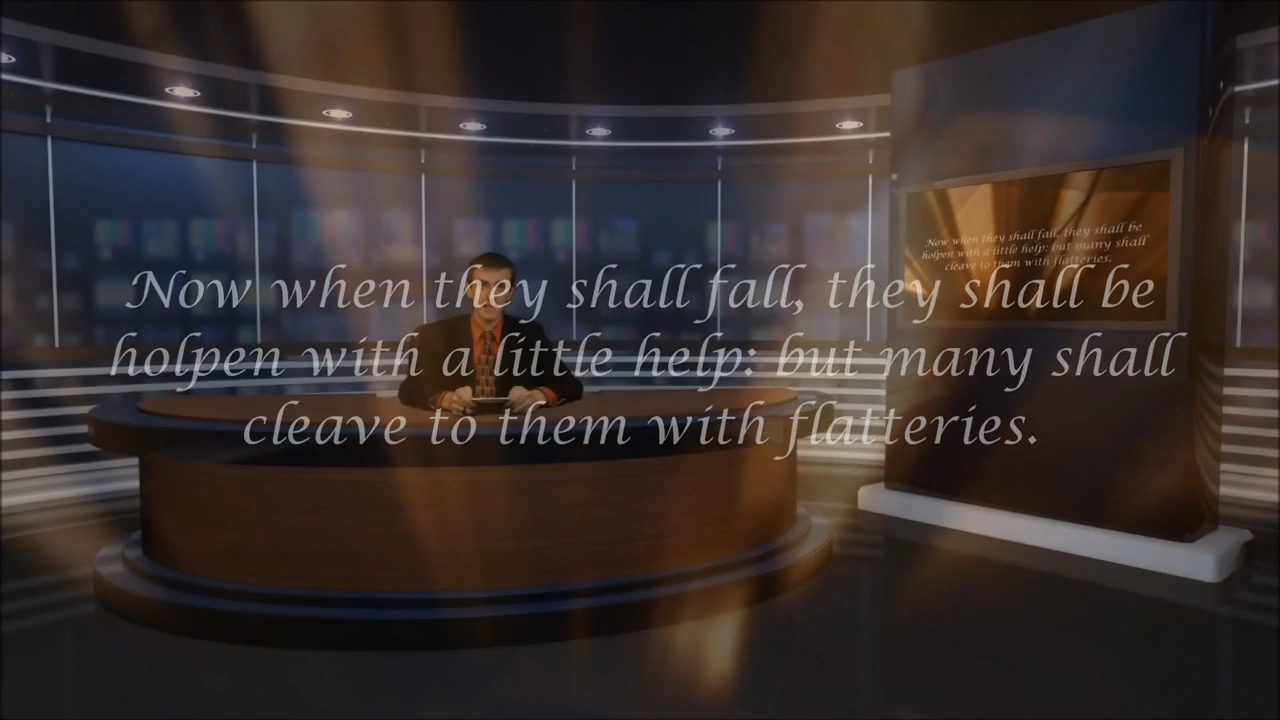 Now when they shall fall, they shall be
holpen with a little help: but many shall
cleave to them with flatteries.
Now when they shall fall, they shall be
holpen with a little help: but many shall
cleave to them with flatteries.